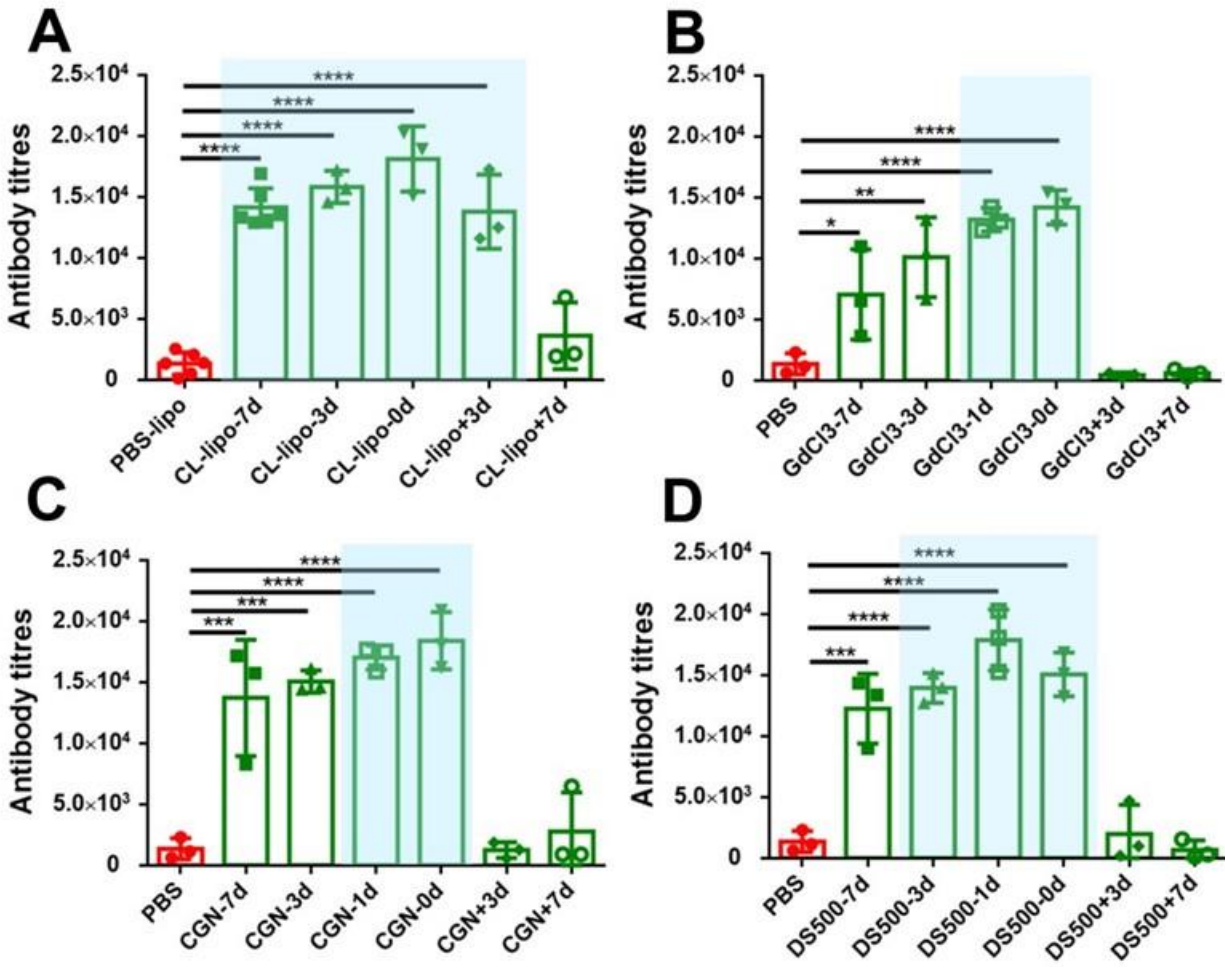 A
Antibody titres
2.5×10⁴
2.0×10⁴
1.5×10⁴
1.0×10⁴
5.0×10³
0
****
****
****
****
PBS-lipo
CL-lipo-7d
CL-lipo-3d
CL-lipo-0d
CL-lipo+3d
CL-lipo+7d
B
Antibody titres
2.5×10⁴
2.0×10⁴
1.5×10⁴
1.0×10⁴
5.0×10³
0
****
****
**
*
PBS
GdCl3-7d
GdCl3-3d
GdCl3-1d
GdCl3-0d
GdCl3+3d
GdCl3+7d
C
Antibody titres
2.5×10⁴
2.0×10⁴
1.5×10⁴
1.0×10⁴
5.0×10³
0
****
****
***
***
PBS
CGN-7d
CGN-3d
CGN-1d
CGN-0d
CGN+3d
CGN+7d
D
Antibody titres
2.5×10⁴
2.0×10⁴
1.5×10⁴
1.0×10⁴
5.0×10³
0
****
****
****
***
PBS
DS500-7d
DS500-3d
DS500-1d
DS500-0d
DS500+3d
DS500+7d